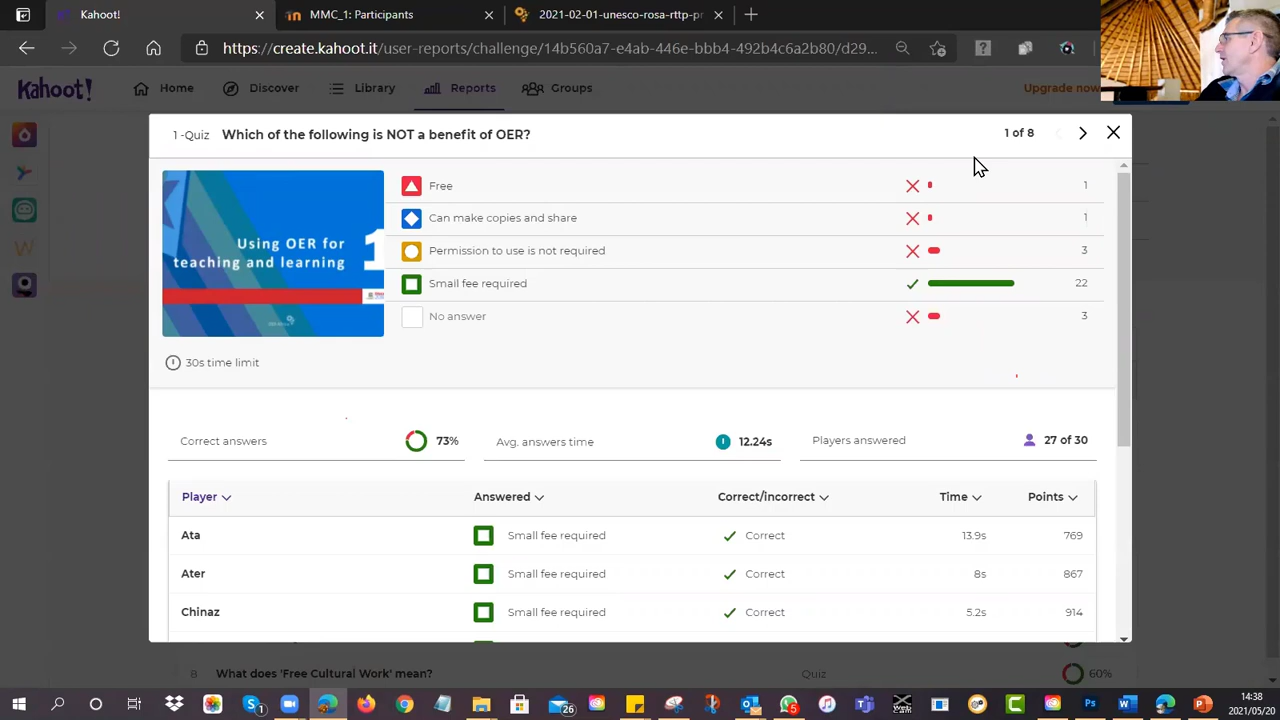 Kahoot!
MMC_1: Participants
2021-02-01-unesco-rosa-rttp-pr
https://create.kahoot.it/user-reports/challenge/14b560a7-e4ab-446e-bbb4-492b4c6a2b80/d29...
Kahoot!
Home
Discover
Library
Reports
Groups
Upgrade now
1 -Quiz Which of the following is NOT a benefit of OER?
1 of 8
Using OER for
teaching and learning
1
Free 1
Can make copies and share 1
Permission to use is not required 3
Small fee required 22
No answer 3
30s time limit
Correct answers 73%
Avg. answers time 12.24s
Players answered 27 of 30
Player Answered Correct/incorrect Time Points
Ata Small fee required Correct 13.9s 769
Ater Small fee required Correct 8s 867
Chinaz Small fee required Correct 5.2s 914
8 What does 'Free Cultural Work' mean? Quiz 60%
1
26
5
14:38
2021/05/20